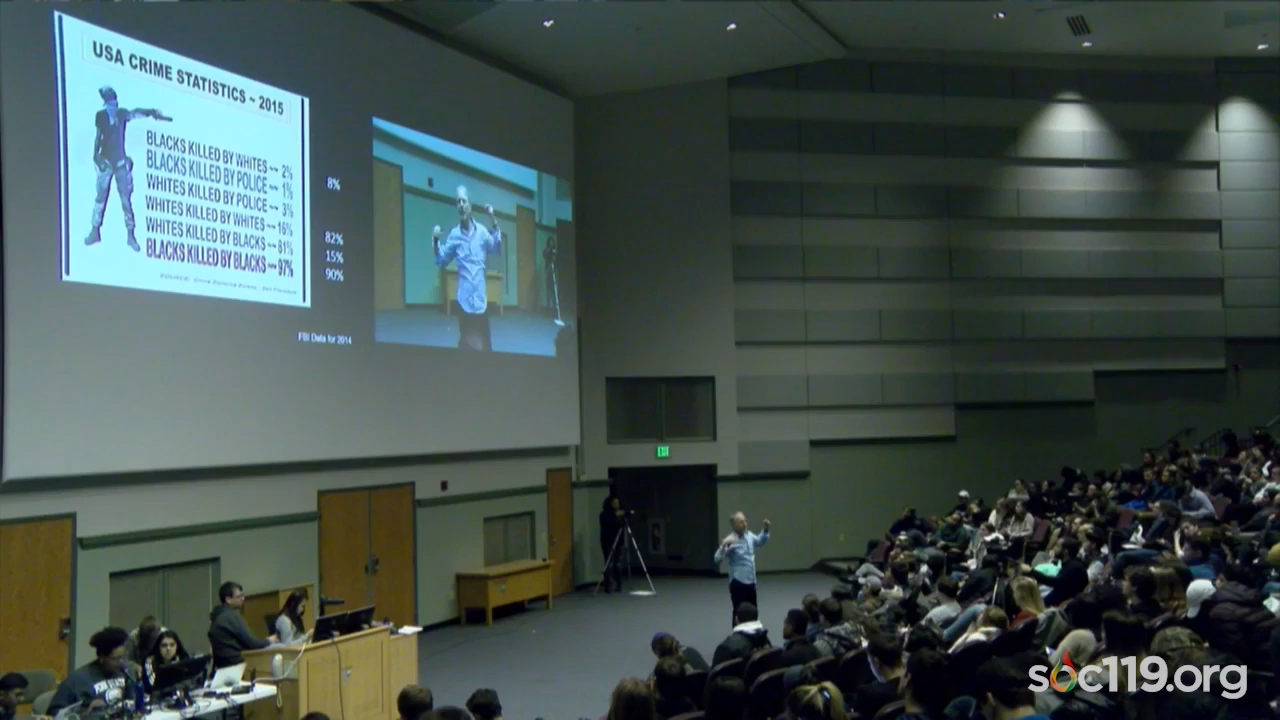 USA CRIME STATISTICS ~ 2015
BLACKS KILLED BY WHITES ~~ 2%
BLACKS KILLED BY POLICE ~~ 1%
WHITES KILLED BY POLICE ~~ 3%
WHITES KILLED BY WHITES ~~ 16%
WHITES KILLED BY BLACKS ~~ 81%
BLACKS KILLED BY BLACKS ~~ 97%
8%
82%
15%
90%
FBI Data for 2014
EXIT
soc119.org